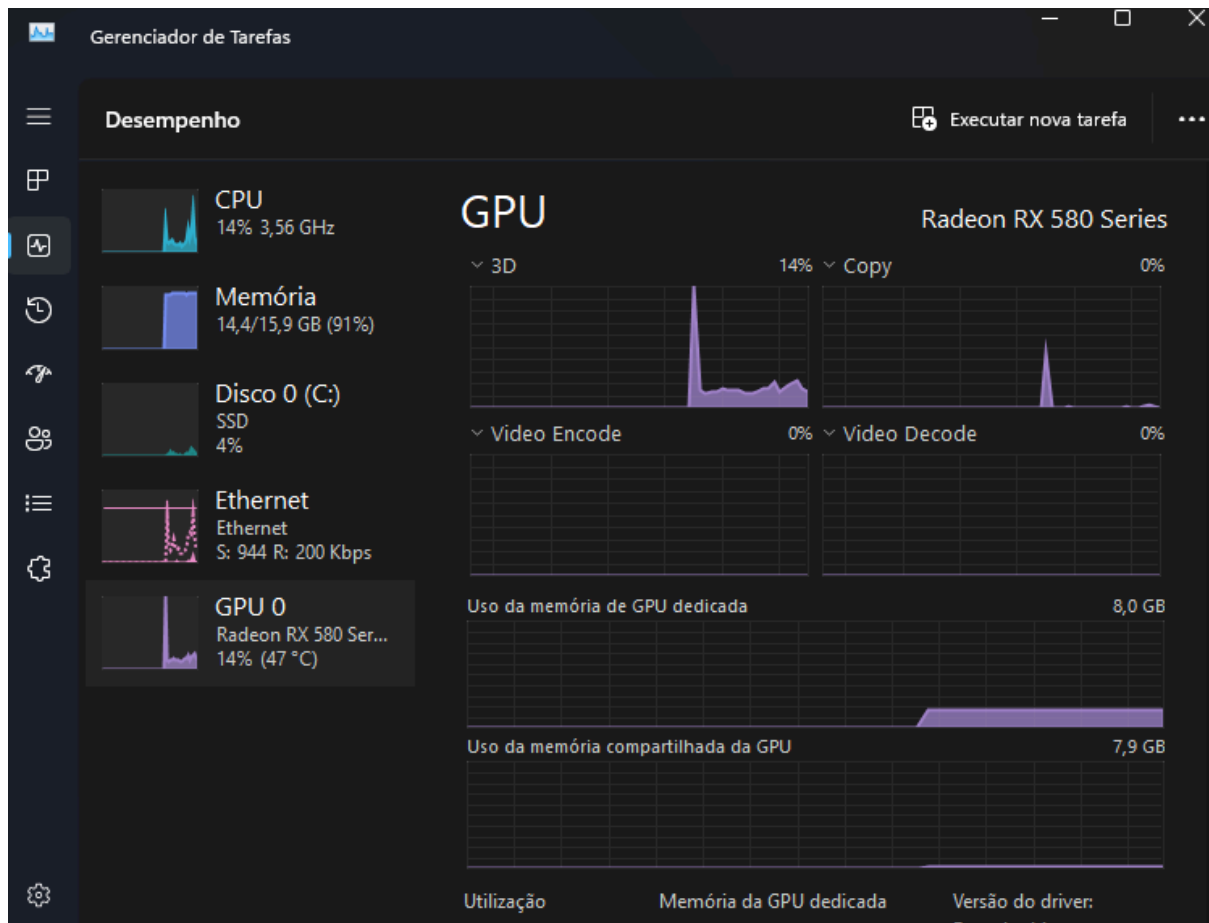 Gerenciador de Tarefas
Desempenho
Executar nova tarefa
CPU
14% 3,56 GHz
Memória
14,4/15,9 GB (91%)
Disco 0 (C:)
SSD
4%
Ethernet
Ethernet
S: 944 R: 200 Kbps
GPU 0
Radeon RX 580 Ser...
14% (47 °C)
GPU
Radeon RX 580 Series
3D 14%
Copy 0%
Video Encode 0%
Video Decode 0%
Uso da memória de GPU dedicada 8,0 GB
Uso da memória compartilhada da GPU 7,9 GB
Utilização
Memória da GPU dedicada
Versão do driver: